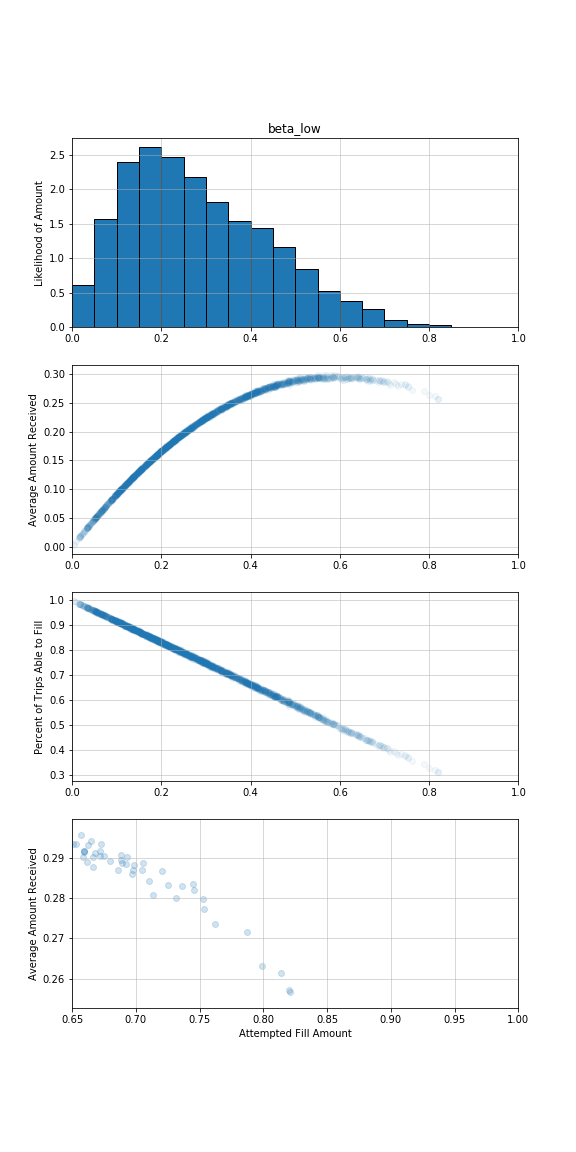 beta_low
Likelihood of Amount
2.5
2.0
1.5
1.0
0.5
0.0
0.0 0.2 0.4 0.6 0.8 1.0
Average Amount Received
0.30
0.25
0.20
0.15
0.10
0.05
0.00
0.0 0.2 0.4 0.6 0.8 1.0
Percent of Trips Able to Fill
1.0
0.9
0.8
0.7
0.6
0.5
0.4
0.3
0.0 0.2 0.4 0.6 0.8 1.0
Average Amount Received
0.29
0.28
0.27
0.26
0.65 0.70 0.75 0.80 0.85 0.90 0.95 1.00
Attempted Fill Amount